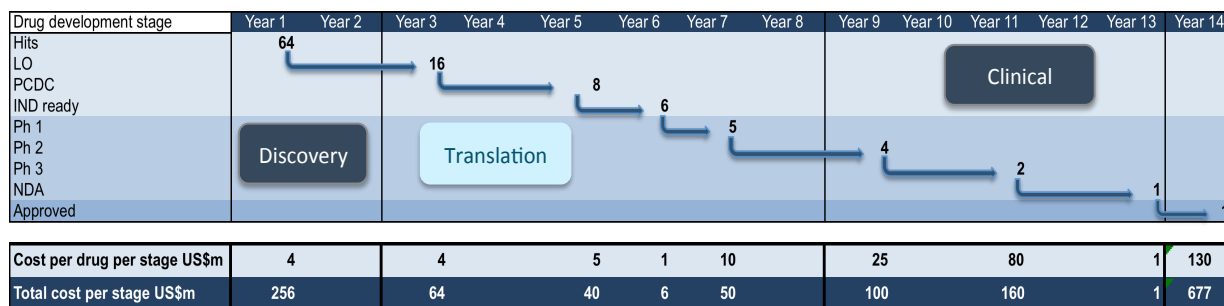 Drug development stage Year 1 Year 2 Year 3 Year 4 Year 5 Year 6 Year 7 Year 8 Year 9 Year 10 Year 11 Year 12 Year 13 Year 14
Hits 64
LO 16
PCDC 8
IND ready 6
Ph 1 5
Ph 2 4
Ph 3 2
NDA 1
Approved
Clinical
Discovery
Translation
Cost per drug per stage US$m 4 4 5 1 10 25 80 1 130
Total cost per stage US$m 256 64 40 6 50 100 160 1 677